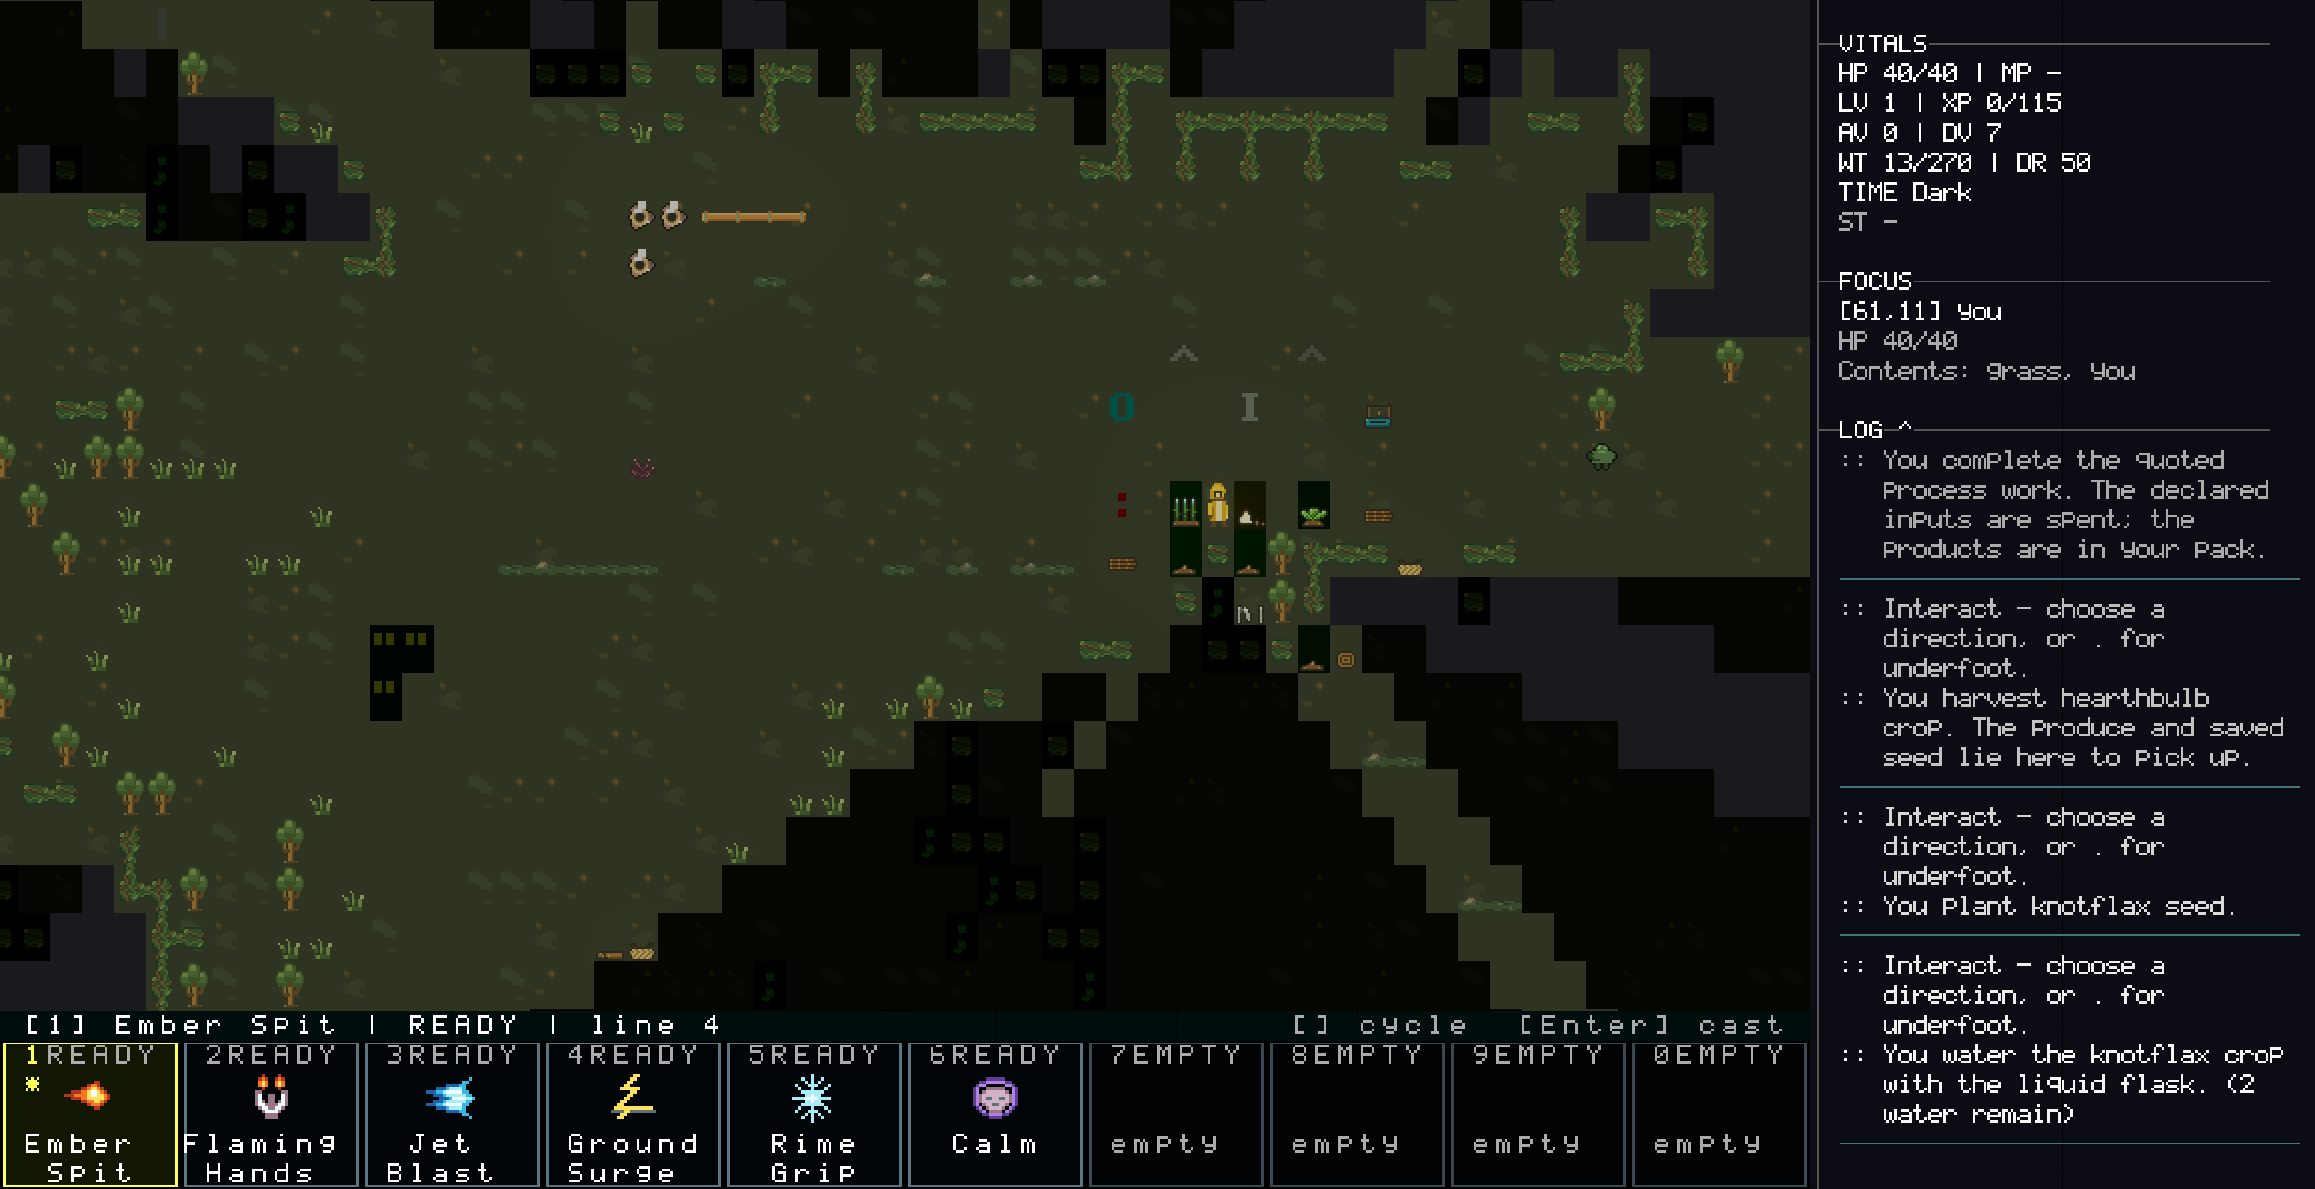 VITALS
HP 40/40 | MP -
LV 1 | XP 0/115
AV 0 | DV 7
WT 13/270 | DR 50
TIME Dark
ST -
FOCUS
[61,11] You
HP 40/40
Contents: grass, You
LOG ^
:: You complete the quoted
process work. The declared
inputs are spent; the
products are in your pack.
:: Interact - choose a
direction, or . for
underfoot.
:: You harvest hearthbulb
crop. The produce and saved
seed lie here to pick up.
:: Interact - choose a
direction, or . for
underfoot.
:: You plant knotflax seed.
:: Interact - choose a
direction, or . for
underfoot.
:: You water the knotflax crop
with the liquid flask. (2
water remain)
^ ^
O I
[1] Ember Spit | READY | line 4
[] cycle [Enter] cast
1READY
*
Ember
Spit
2READY
Flaming
Hands
3READY
Jet
Blast
4READY
Ground
Surge
5READY
Rime
Grip
6READY
Calm
7EMPTY
empty
8EMPTY
empty
9EMPTY
empty
0EMPTY
empty